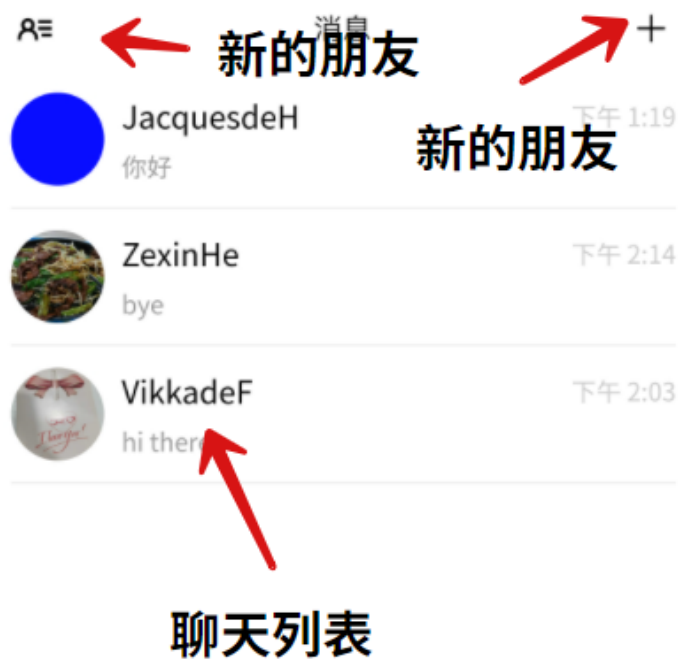 消息
新的朋友
JacquesdeH
下午 1:19
新的朋友
你好
ZexinHe
下午 2:14
bye
VikkadeF
下午 2:03
hi there
聊天列表